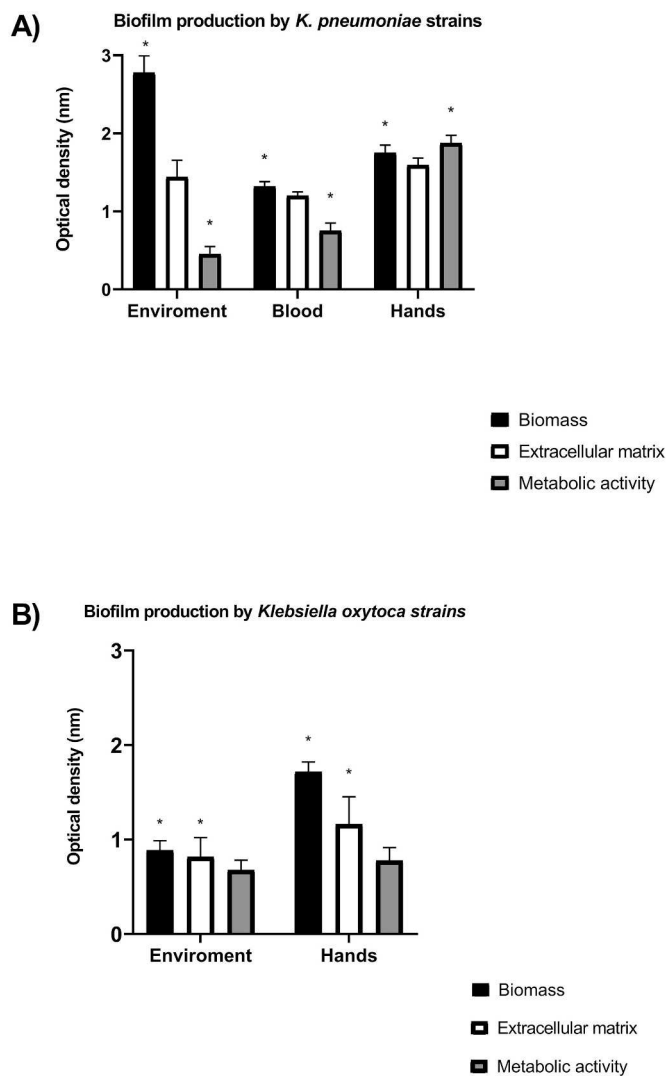 A)
Biofilm production by K. pneumoniae strains
Optical density (nm)
3
2
1
0
*
*
*
*
*
*
Enviroment Blood Hands
Biomass
Extracellular matrix
Metabolic activity
B)
Biofilm production by Klebsiella oxytoca strains
Optical density (nm)
3
2
1
0
*
*
*
*
Enviroment Hands
Biomass
Extracellular matrix
Metabolic activity